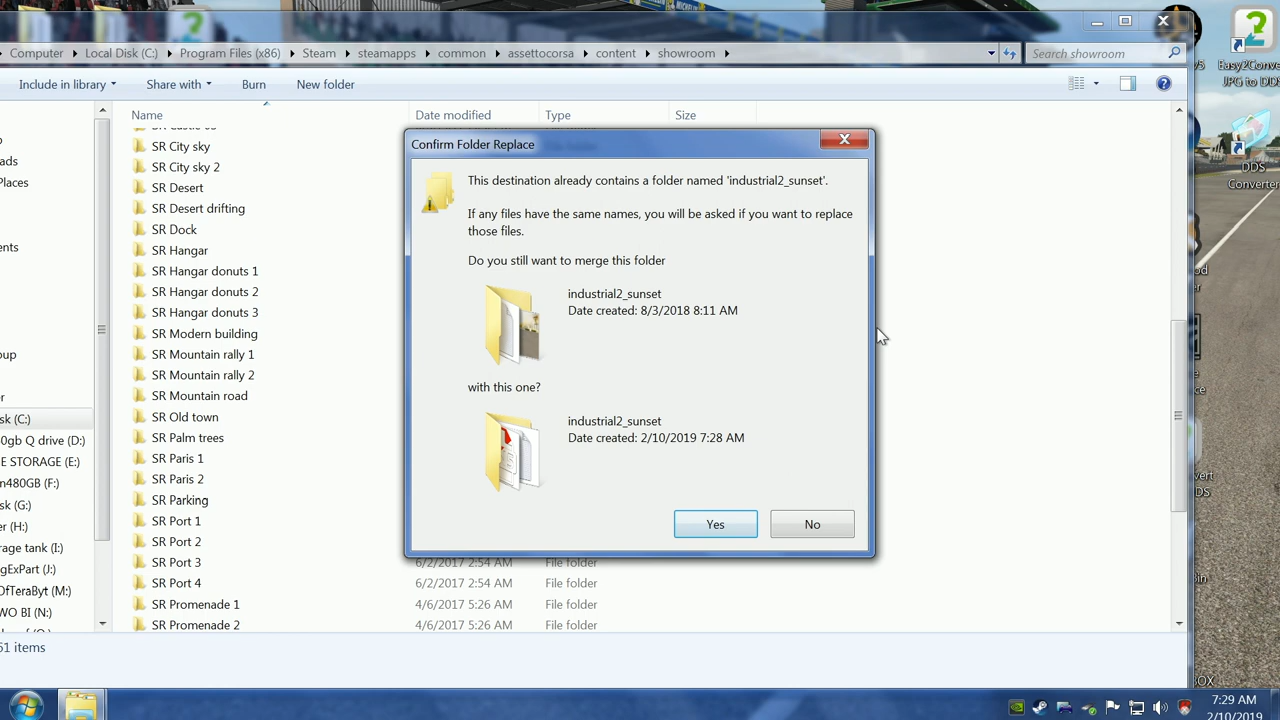 Computer
Local Disk (C:)
Program Files (x86)
Steam
steamapps
common
assettocorsa
content
showroom
Search showroom
Include in library
Share with
Burn
New folder
Name
Date modified
Type
Size
SR City sky
SR City sky 2
SR Desert
SR Desert drifting
SR Dock
SR Hangar
SR Hangar donuts 1
SR Hangar donuts 2
SR Hangar donuts 3
SR Modern building
SR Mountain rally 1
SR Mountain rally 2
SR Mountain road
SR Old town
SR Palm trees
SR Paris 1
SR Paris 2
SR Parking
SR Port 1
SR Port 2
SR Port 3
6/2/2017 2:54 AM
File folder
SR Port 4
6/2/2017 2:54 AM
File folder
SR Promenade 1
4/6/2017 5:26 AM
File folder
SR Promenade 2
4/6/2017 5:26 AM
File folder
ads
Places
ents
oup
er
sk (C:)
0gb Q drive (D:)
E STORAGE (E:)
n480GB (F:)
sk (G:)
er (H:)
rage tank (I:)
gExPart (J:)
OfTeraByt (M:)
WO BI (N:)
61 items
Confirm Folder Replace
This destination already contains a folder named 'industrial2_sunset'.
If any files have the same names, you will be asked if you want to replace
those files.
Do you still want to merge this folder
industrial2_sunset
Date created: 8/3/2018 8:11 AM
with this one?
industrial2_sunset
Date created: 2/10/2019 7:28 AM
Yes
No
Easy2Conve
JPG to DDS
DDS
Converter
7:29 AM
2/10/2019